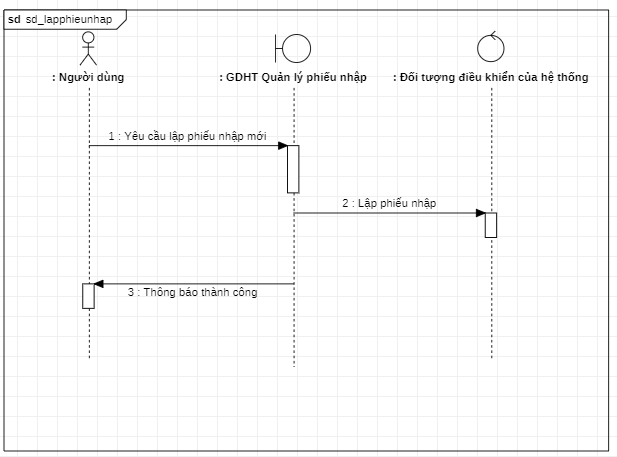 sd sd_lapphieunhap
: Người dùng
: GDHT Quản lý phiếu nhập
: Đối tượng điều khiển của hệ thống
1 : Yêu cầu lập phiếu nhập mới
2 : Lập phiếu nhập
3 : Thông báo thành công